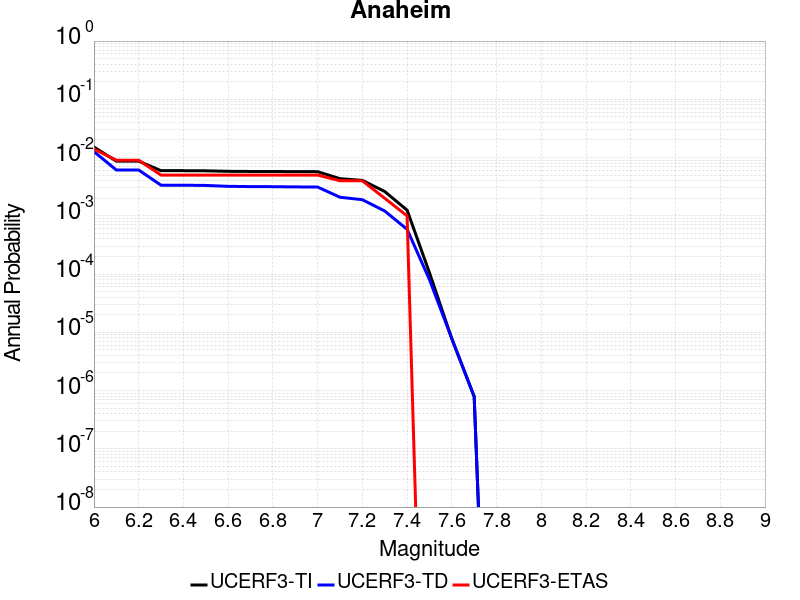 Anaheim
10^0
10^-1
10^-2
10^-3
10^-4
10^-5
10^-6
10^-7
10^-8
Annual Probability
6 6.2 6.4 6.6 6.8 7 7.2 7.4 7.6 7.8 8 8.2 8.4 8.6 8.8 9
Magnitude
UCERF3-TI UCERF3-TD UCERF3-ETAS